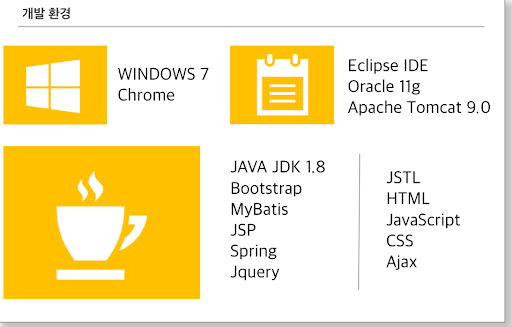 개발 환경
WINDOWS 7
Chrome
Eclipse IDE
Oracle 11g
Apache Tomcat 9.0
JAVA JDK 1.8
Bootstrap
MyBatis
JSP
Spring
Jquery
JSTL
HTML
JavaScript
CSS
Ajax